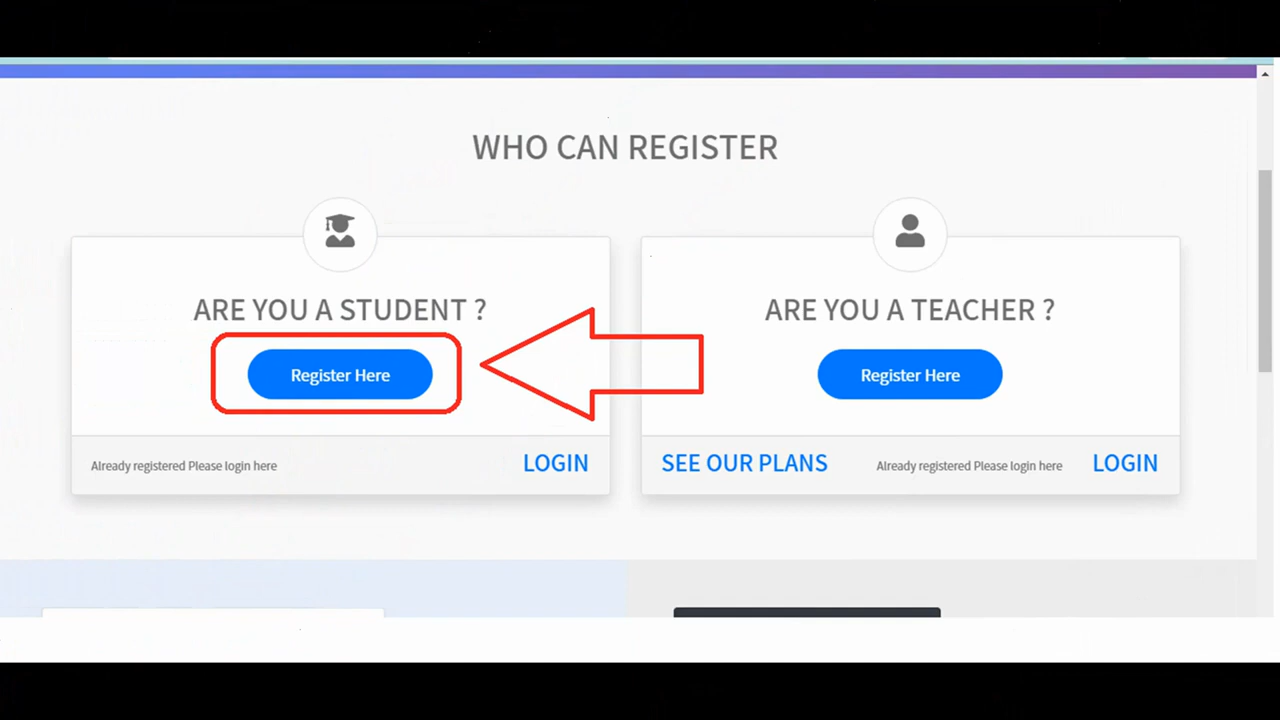 WHO CAN REGISTER
ARE YOU A STUDENT ?
Register Here
Already registered Please login here
LOGIN
ARE YOU A TEACHER ?
Register Here
SEE OUR PLANS
Already registered Please login here
LOGIN